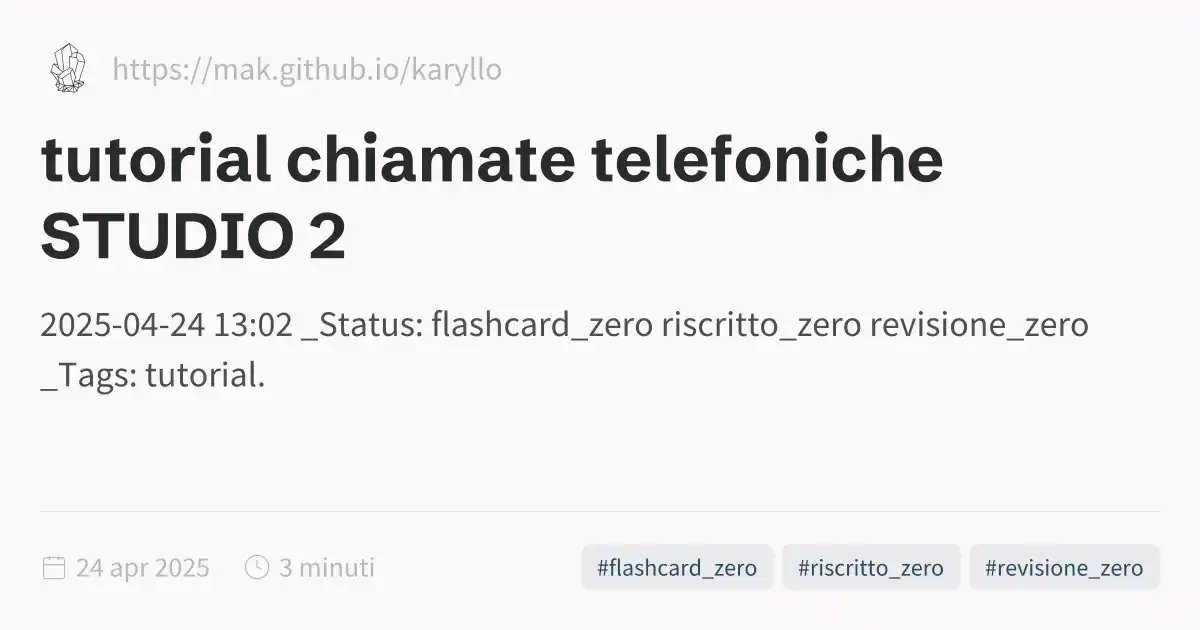 https://mak.github.io/karyllo
tutorial chiamate telefoniche
STUDIO 2
2025-04-24 13:02 _Status: flashcard_zero riscritto_zero revisione_zero
_Tags: tutorial.
24 apr 2025 3 minuti #flashcard_zero #riscritto_zero #revisione_zero